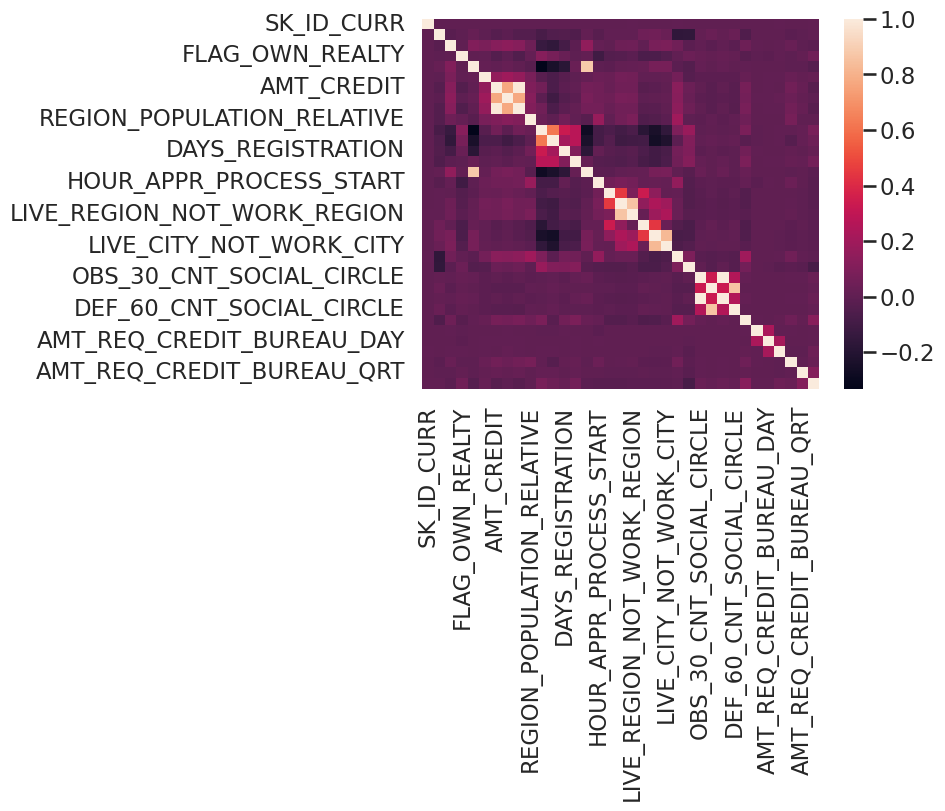 SK_ID_CURR
FLAG_OWN_REALTY
AMT_CREDIT
REGION_POPULATION_RELATIVE
DAYS_REGISTRATION
HOUR_APPR_PROCESS_START
LIVE_REGION_NOT_WORK_REGION
LIVE_CITY_NOT_WORK_CITY
OBS_30_CNT_SOCIAL_CIRCLE
DEF_60_CNT_SOCIAL_CIRCLE
AMT_REQ_CREDIT_BUREAU_DAY
AMT_REQ_CREDIT_BUREAU_QRT
1.0
0.8
0.6
0.4
0.2
0.0
−0.2
SK_ID_CURR
FLAG_OWN_REALTY
AMT_CREDIT
REGION_POPULATION_RELATIVE
DAYS_REGISTRATION
HOUR_APPR_PROCESS_START
LIVE_REGION_NOT_WORK_REGION
LIVE_CITY_NOT_WORK_CITY
OBS_30_CNT_SOCIAL_CIRCLE
DEF_60_CNT_SOCIAL_CIRCLE
AMT_REQ_CREDIT_BUREAU_DAY
AMT_REQ_CREDIT_BUREAU_QRT